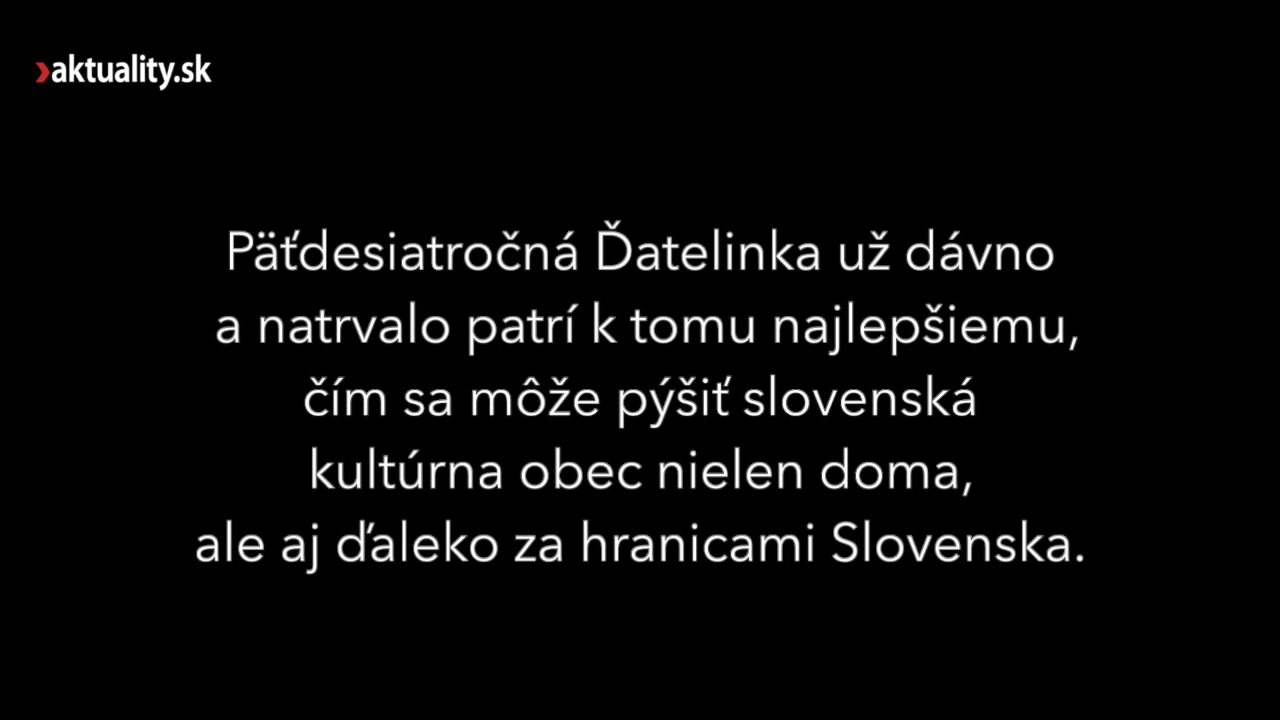 aktuality.sk
Päťdesiatročná Ďatelinka už dávno
a natrvalo patrí k tomu najlepšiemu,
čím sa môže pýšiť slovenská
kultúrna obec nielen doma,
ale aj ďaleko za hranicami Slovenska.